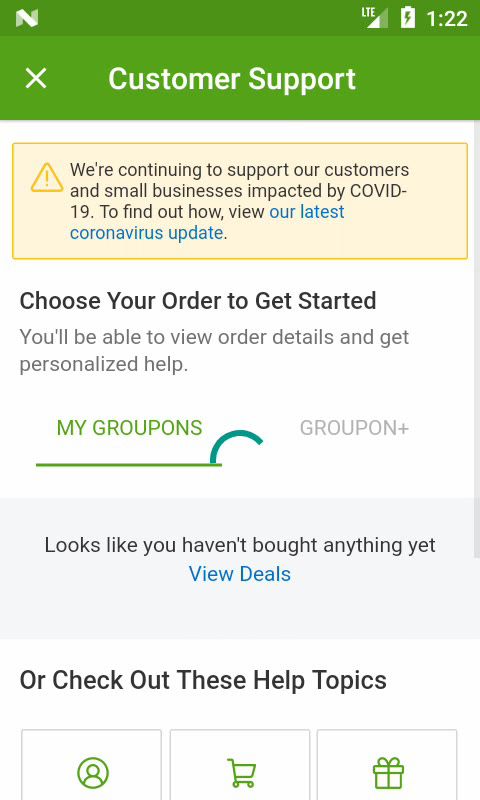 LTE 1:22
Customer Support
We're continuing to support our customers
and small businesses impacted by COVID-
19. To find out how, view our latest
coronavirus update.
Choose Your Order to Get Started
You'll be able to view order details and get
personalized help.
MY GROUPONS GROUPON+
Looks like you haven't bought anything yet
View Deals
Or Check Out These Help Topics